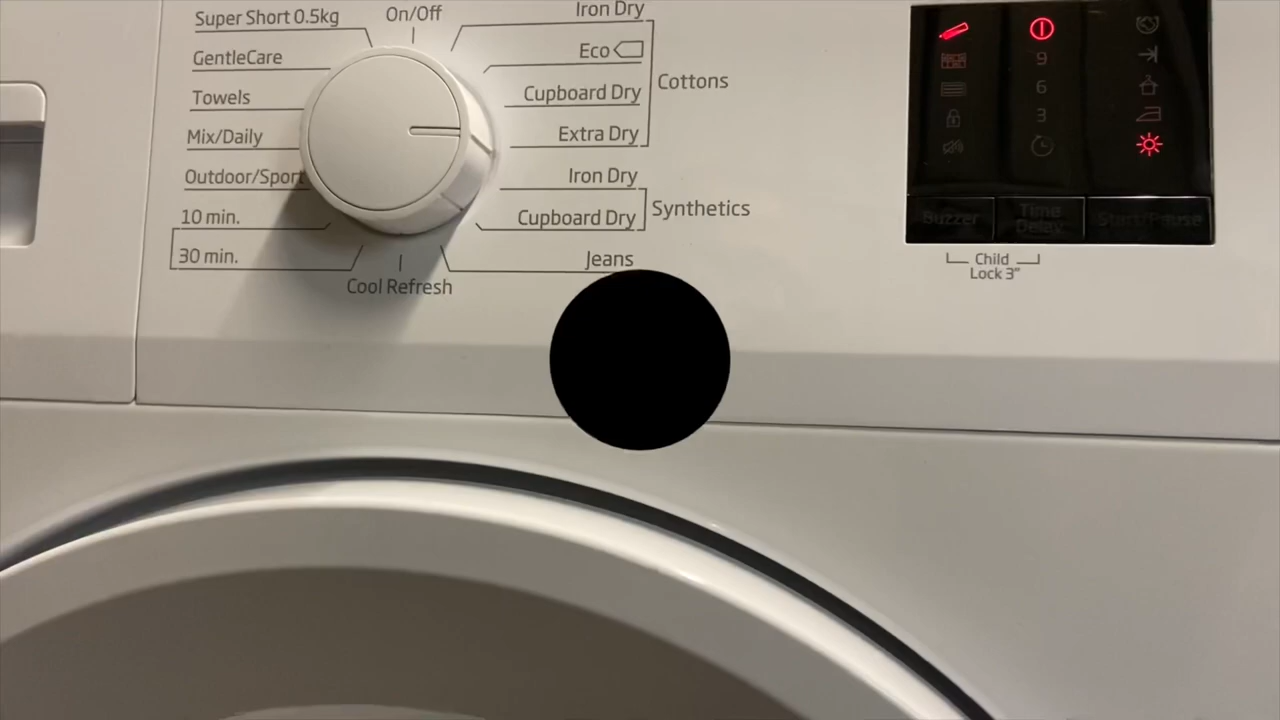 Super Short 0.5kg
GentleCare
Towels
Mix/Daily
Outdoor/Sport
10 min.
30 min.
On/Off
Cool Refresh
Iron Dry
Eco
Cupboard Dry
Extra Dry
Cottons
Iron Dry
Cupboard Dry
Synthetics
Jeans
9
6
3
Buzzer
Time
Delay
Start/Pause
Child
Lock 3"